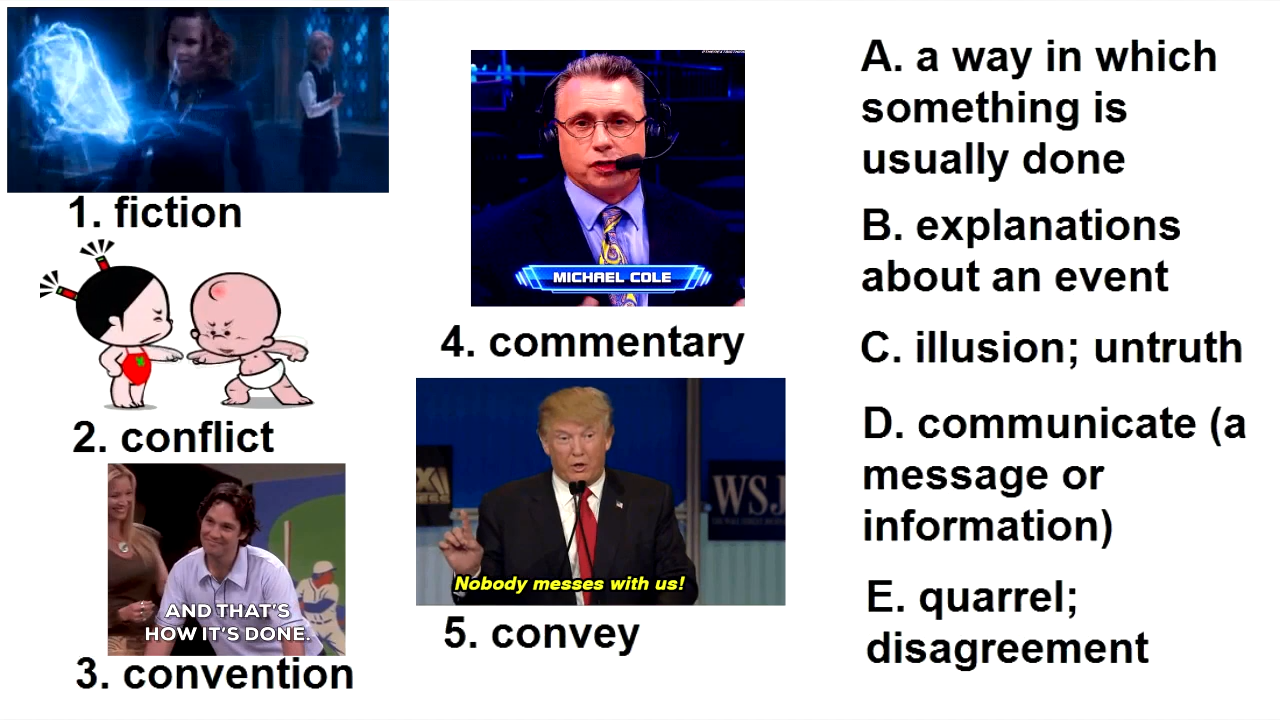 1. fiction
2. conflict
AND THAT'S
HOW IT'S DONE.
3. convention
MICHAEL COLE
4. commentary
WSJ
Nobody messes with us!
5. convey
A. a way in which
something is
usually done
B. explanations
about an event
C. illusion; untruth
D. communicate (a
message or
information)
E. quarrel;
disagreement